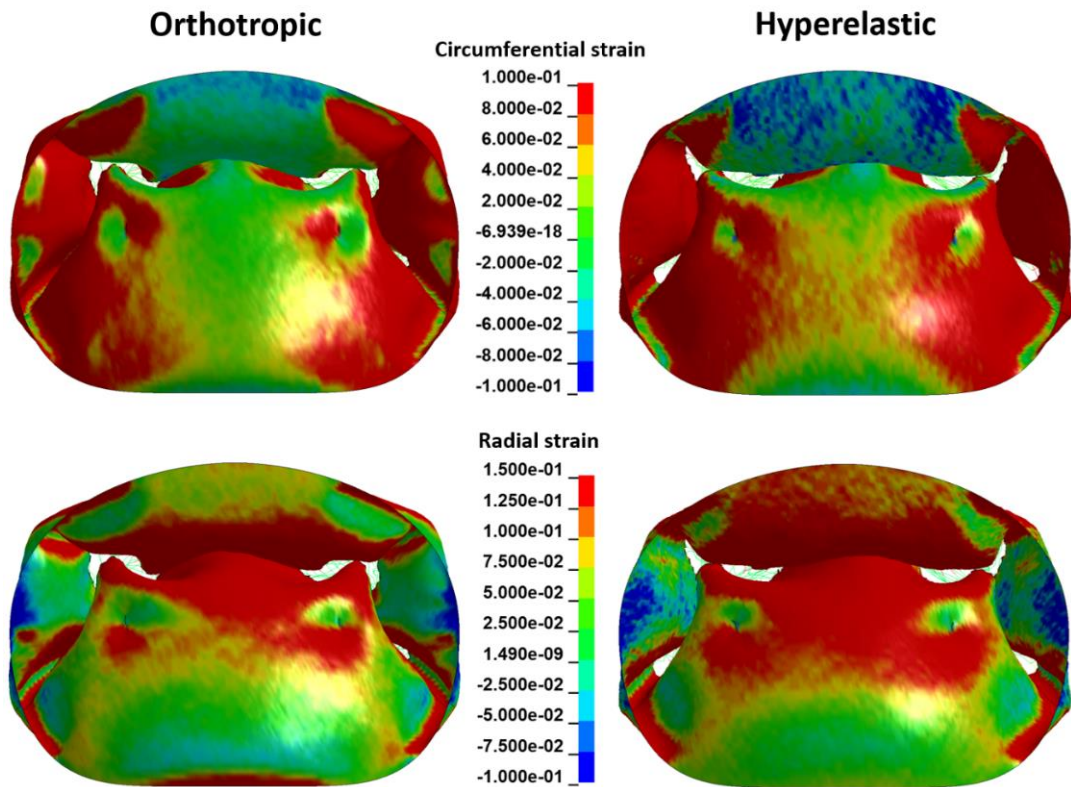 Orthotropic
Hyperelastic
Circumferential strain
1.000e-01
8.000e-02
6.000e-02
4.000e-02
2.000e-02
-6.939e-18
-2.000e-02
-4.000e-02
-6.000e-02
-8.000e-02
-1.000e-01
Radial strain
1.500e-01
1.250e-01
1.000e-01
7.500e-02
5.000e-02
2.500e-02
1.490e-09
-2.500e-02
-5.000e-02
-7.500e-02
-1.000e-01